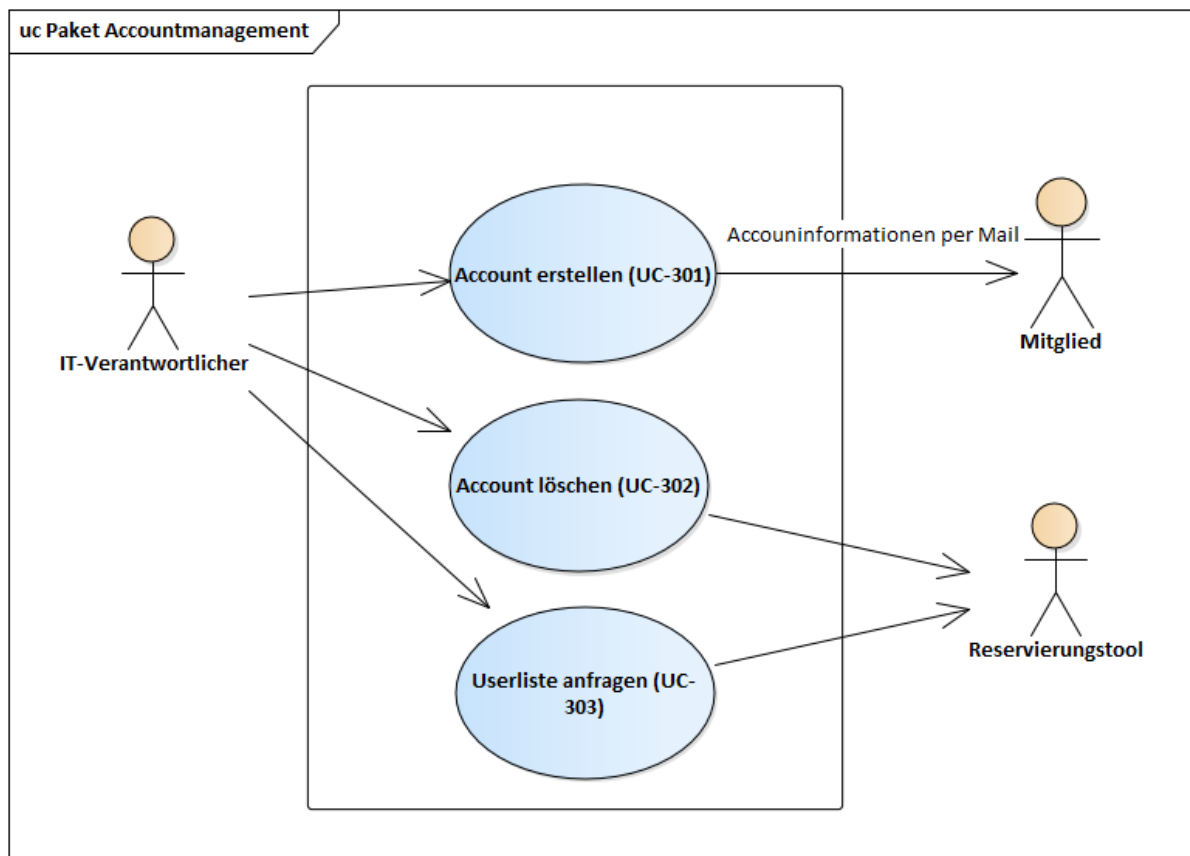 uc Paket Accountmanagement
Accouninformationen per Mail
Account erstellen (UC-301)
Mitglied
IT-Verantwortlicher
Account löschen (UC-302)
Reservierungstool
Userliste anfragen (UC-
303)